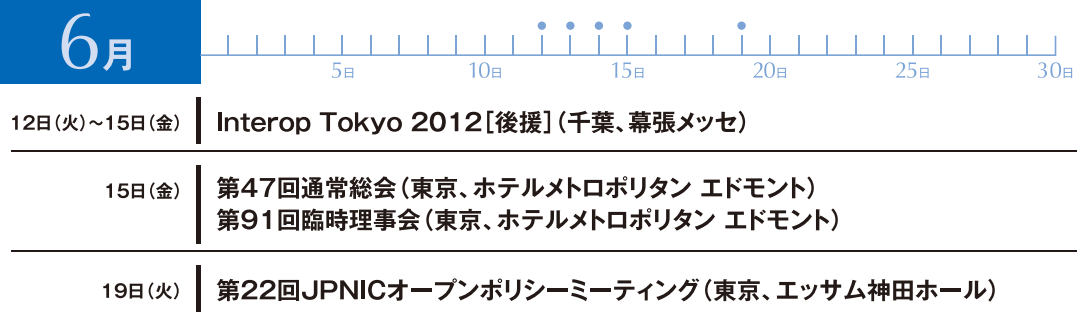 6月
5日 10日 15日 20日 25日 30日
12日(火)~15日(金) Interop Tokyo 2012[後援](千葉、幕張メッセ)
15日(金) 第47回通常総会(東京、ホテルメトロポリタン エドモント)
第91回臨時理事会(東京、ホテルメトロポリタン エドモント)
19日(火) 第22回JPNICオープンポリシーミーティング(東京、エッサム神田ホール)